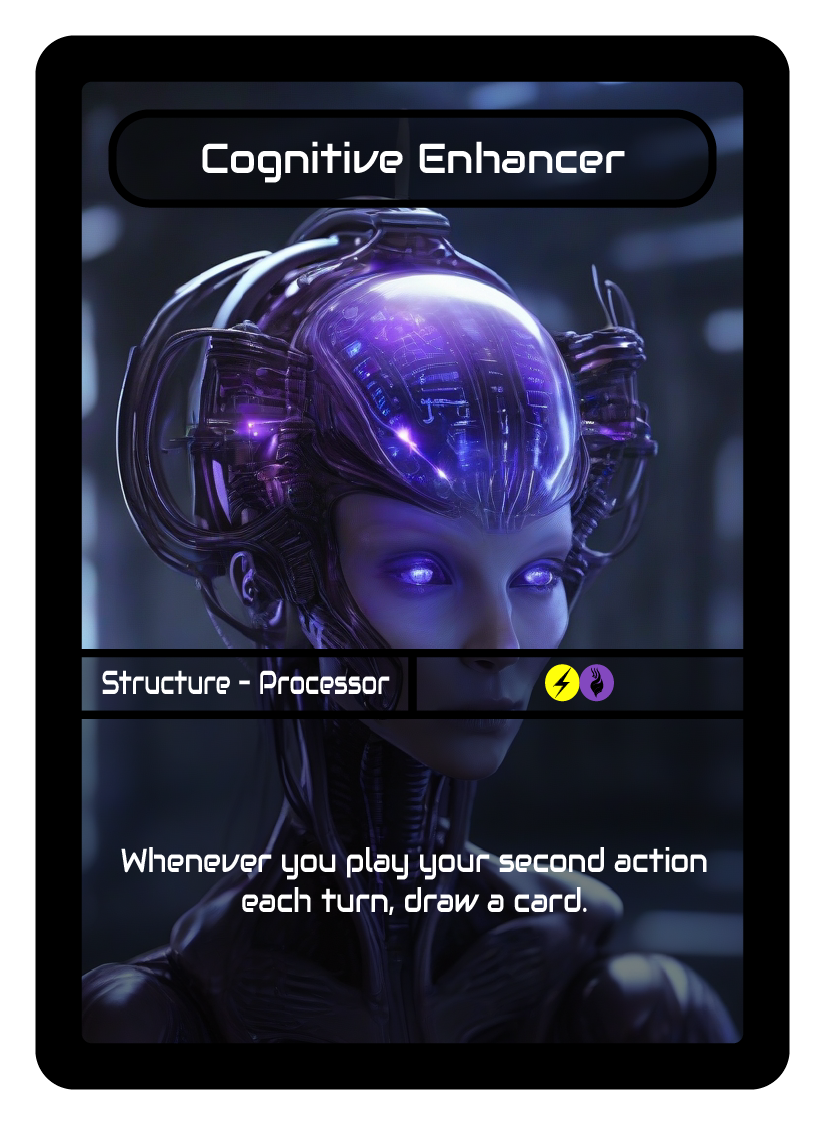 Cognitive Enhancer
Structure - Processor
Whenever you play your second action
each turn, draw a card.